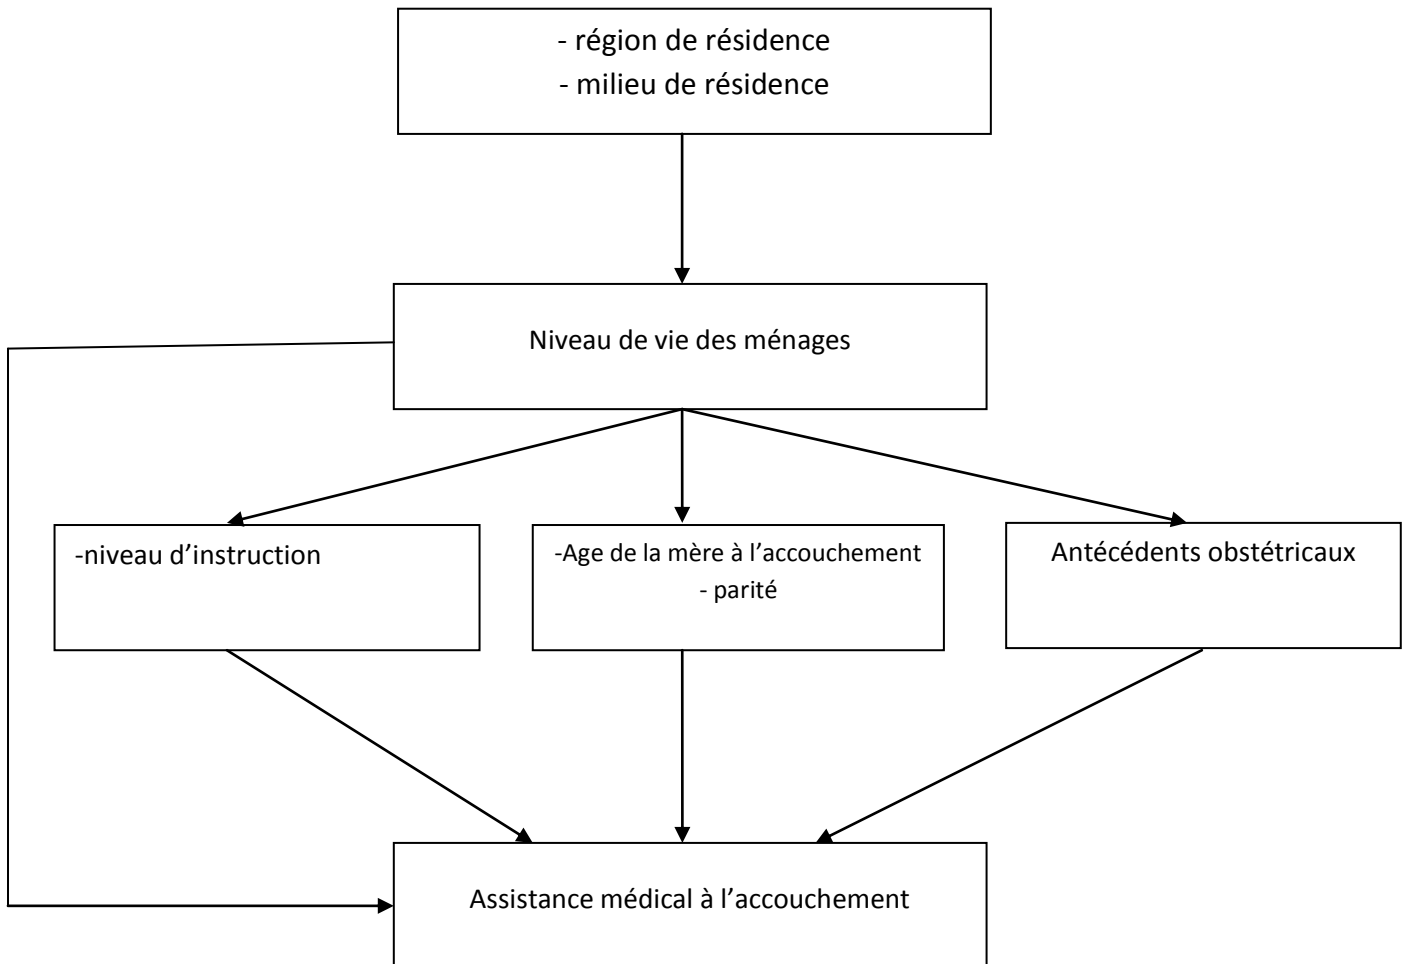 - région de résidence
- milieu de résidence
Niveau de vie des ménages
-niveau d’instruction
-Age de la mère à l’accouchement
- parité
Antécédents obstétricaux
Assistance médical à l’accouchement